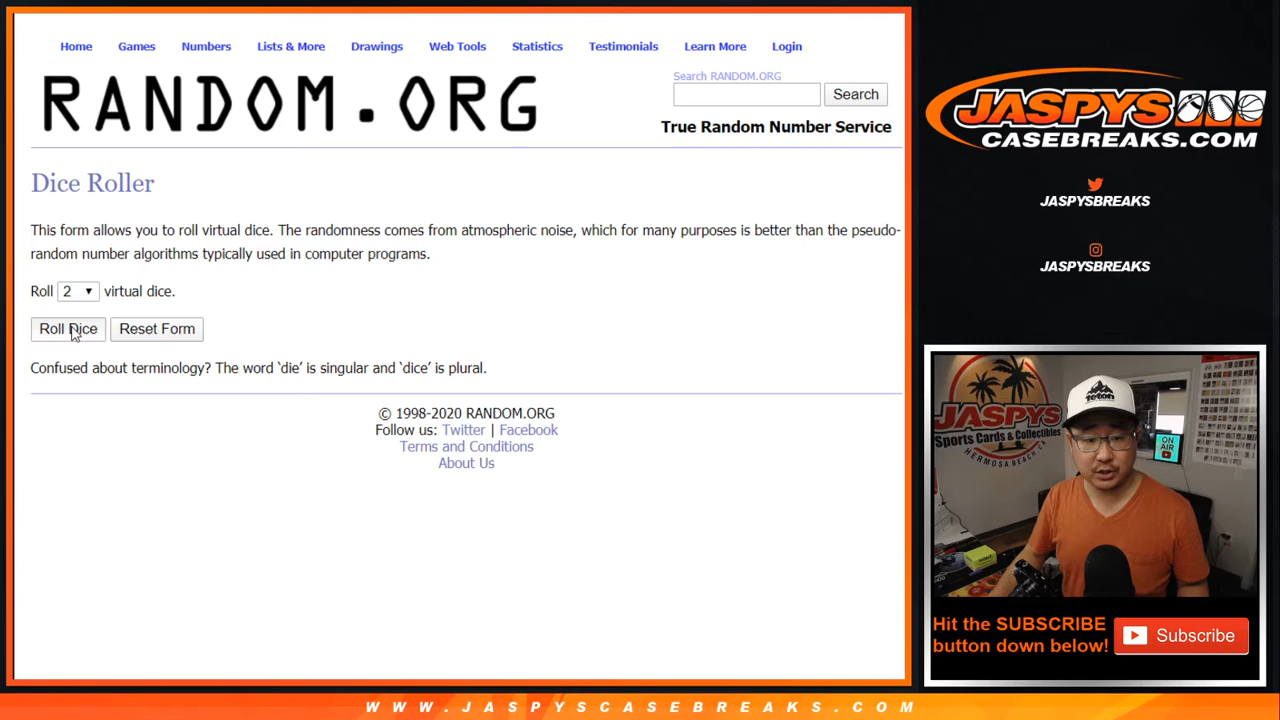 Home Games Numbers Lists & More Drawings Web Tools Statistics Testimonials Learn More Login
RANDOM.ORG
Search RANDOM.ORG
Search
True Random Number Service
Dice Roller
This form allows you to roll virtual dice. The randomness comes from atmospheric noise, which for many purposes is better than the pseudo-
random number algorithms typically used in computer programs.
Roll 2 virtual dice.
Roll Dice Reset Form
Confused about terminology? The word ‘die’ is singular and ‘dice’ is plural.
© 1998-2020 RANDOM.ORG
Follow us: Twitter | Facebook
Terms and Conditions
About Us
JASPYS
CASEBREAKS.COM
JASPYSBREAKS
JASPYSBREAKS
JASPYS
Sports Cards & Collectibles
HERMOSA BEACH CA
Teton
ON
AIR
Hit the SUBSCRIBE
button down below!
Subscribe
WWW.JASPYSCASEBREAKS.COM